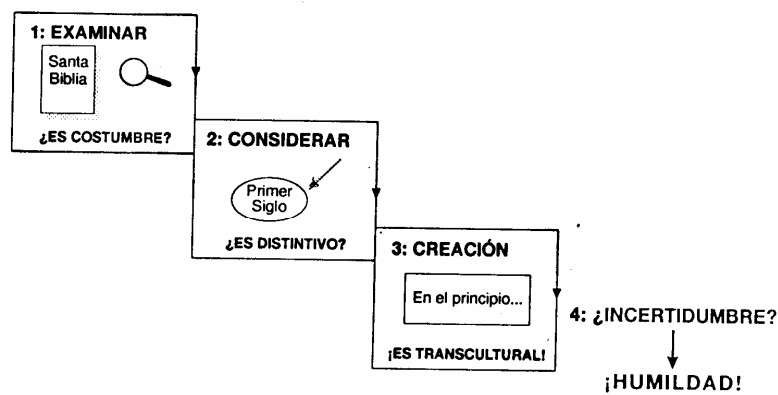 1: EXAMINAR
Santa
Biblia
¿ES COSTUMBRE?
2: CONSIDERAR
Primer
Siglo
¿ES DISTINTIVO?
3: CREACIÓN
En el principio...
¡ES TRANSCULTURAL!
4: ¿INCERTIDUMBRE?
¡HUMILDAD!